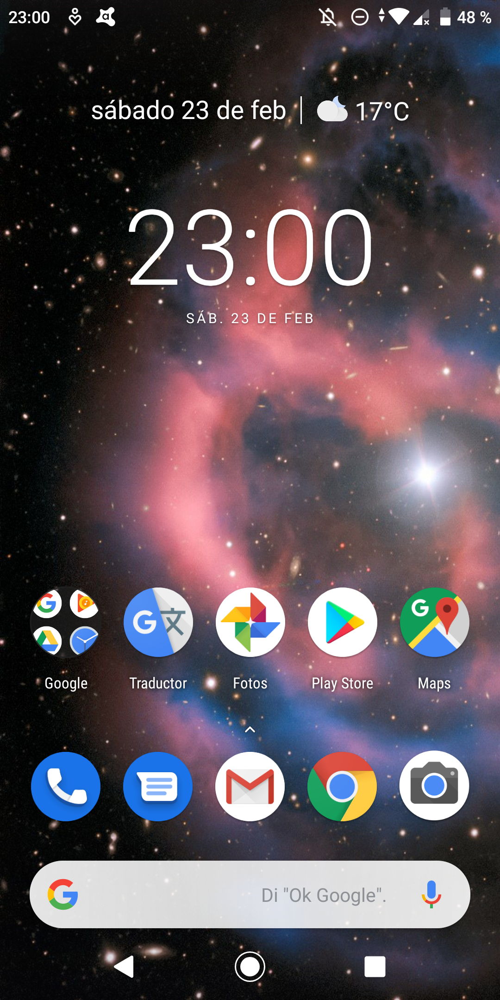 23:00
48 %
sábado 23 de feb
17°C
23:00
SÁB. 23 DE FEB
G 文
G
Google
Traductor
Fotos
Play Store
Maps
Di "Ok Google".